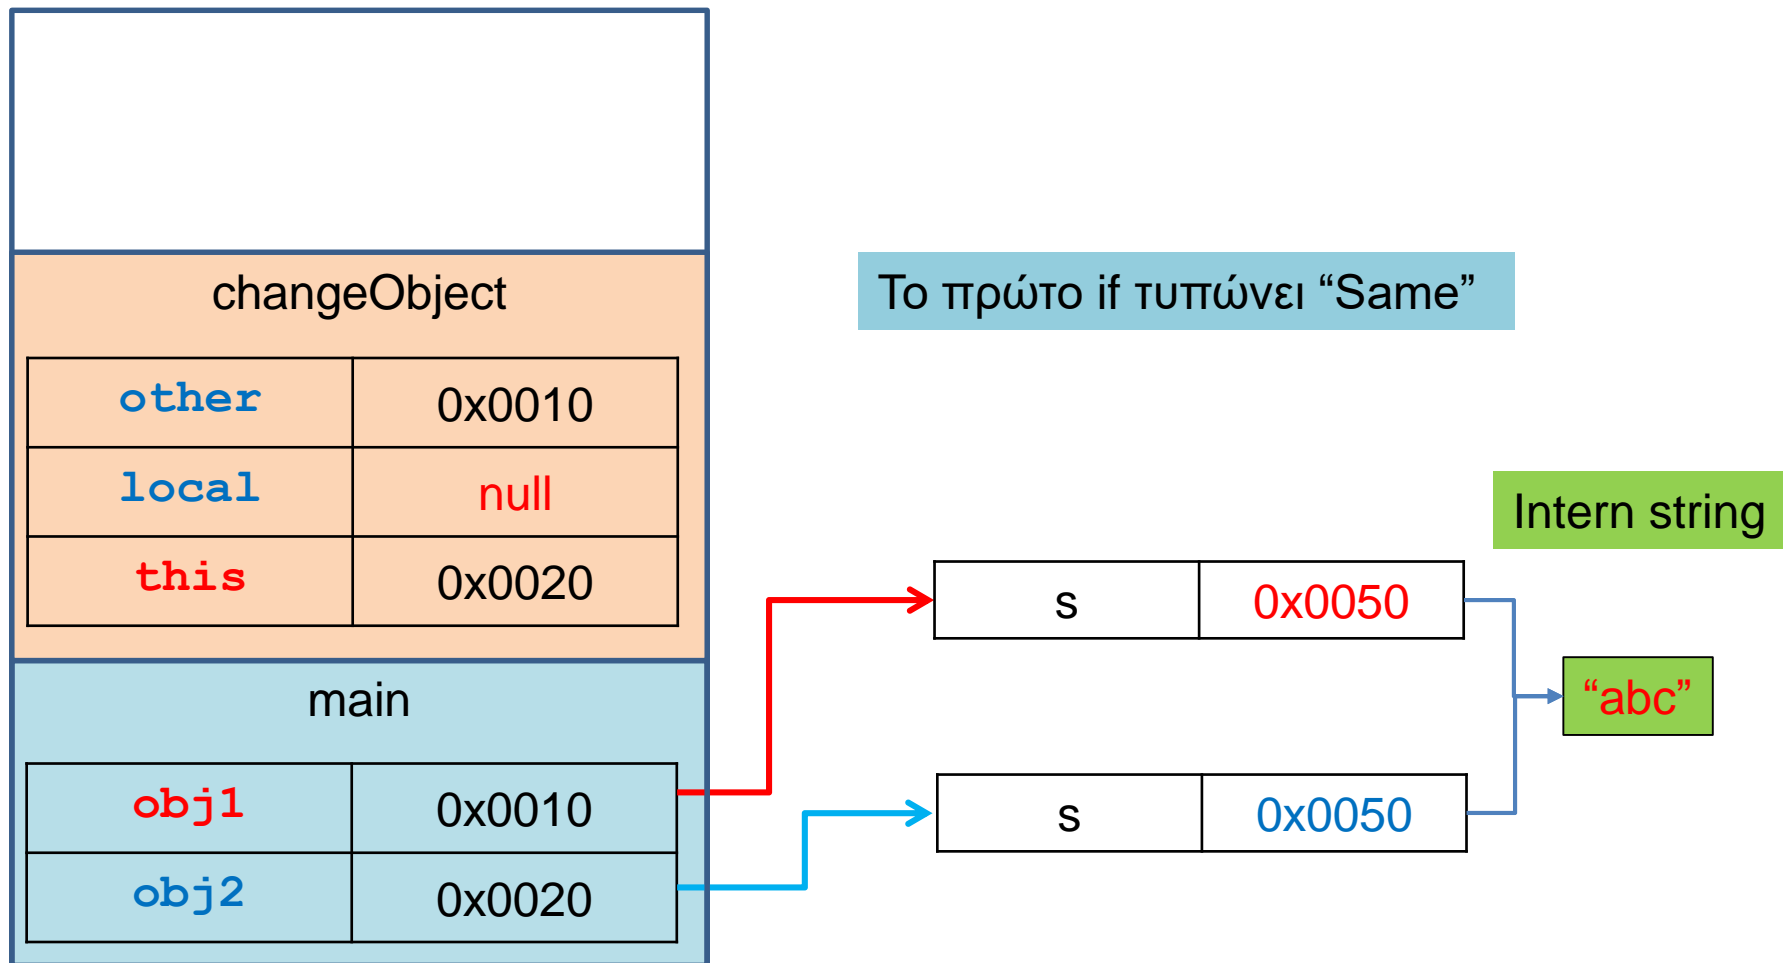 changeObject
other 0x0010
local null
this 0x0020
main
obj1 0x0010
obj2 0x0020
Το πρώτο if τυπώνει “Same”
Intern string
s 0x0050
“abc”
s 0x0050